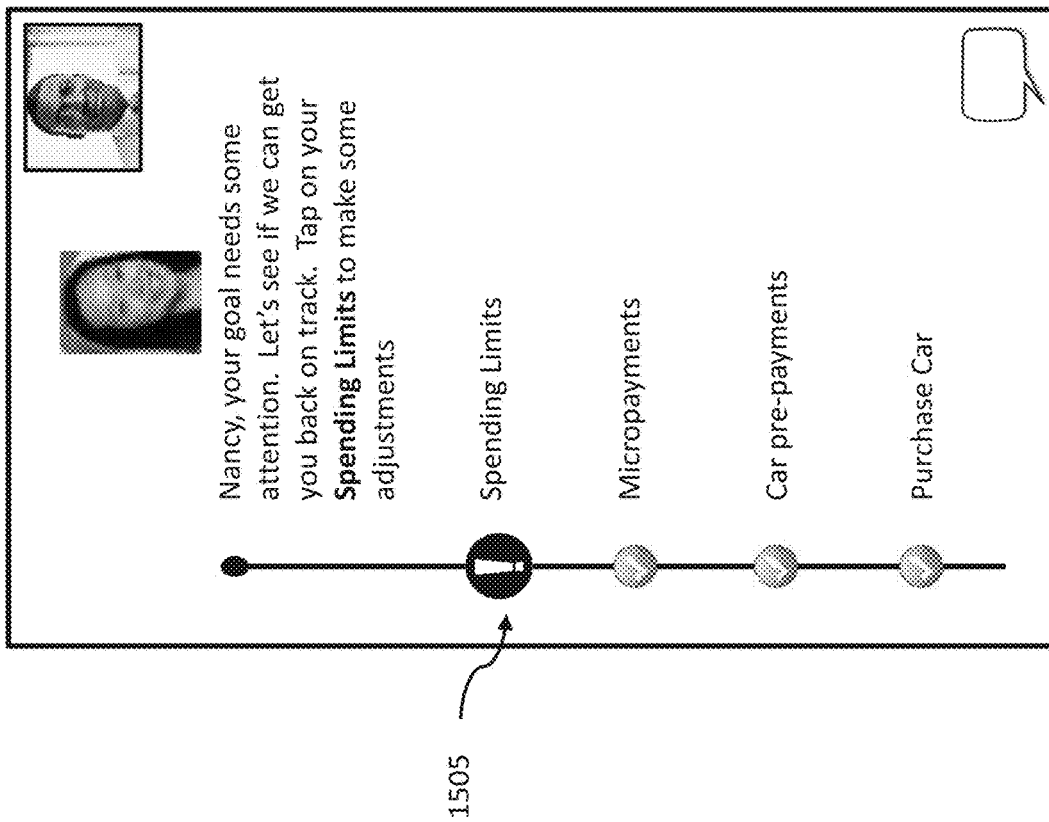 Nancy, your goal needs some
attention. Let's see if we can get
you back on track. Tap on your
Spending Limits to make some
adjustments
Spending Limits
Micropayments
Car pre-payments
Purchase Car
1505